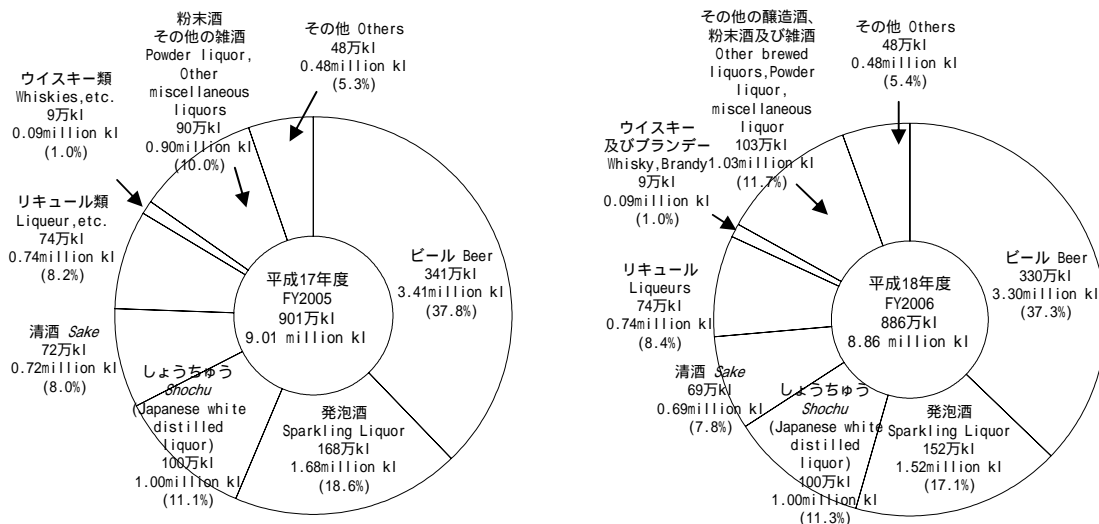 粉末酒
その他の雑酒
Powder liquor,
Other
miscellaneous
liquors
90万kl
0.90million kl
(10.0%)
その他 Others
48万kl
0.48million kl
(5.3%)
ウイスキー類
Whiskies,etc.
9万kl
0.09million kl
(1.0%)
リキュール類
Liqueur,etc.
74万kl
0.74million kl
(8.2%)
清酒 Sake
72万kl
0.72million kl
(8.0%)
しょうちゅう
Shochu
(Japanese white
distilled
liquor)
100万kl
1.00million kl
(11.1%)
発泡酒
Sparkling Liquor
168万kl
1.68million kl
(18.6%)
ビール Beer
341万kl
3.41million kl
(37.8%)
平成17年度
FY2005
901万kl
9.01 million kl
その他の醸造酒、
粉末酒及び雑酒
Other brewed
liquors,Powder
liquor,
miscellaneous
liquor
103万kl
1.03million kl
(11.7%)
その他 Others
48万kl
0.48million kl
(5.4%)
ウイスキー
及びブランデー
Whisky,Brandy
9万kl
0.09million kl
(1.0%)
リキュール
Liqueurs
74万kl
0.74million kl
(8.4%)
清酒 Sake
69万kl
0.69million kl
(7.8%)
しょうちゅう
Shochu
(Japanese white
distilled
liquor)
100万kl
1.00million kl
(11.3%)
発泡酒
Sparkling Liquor
152万kl
1.52million kl
(17.1%)
ビール Beer
330万kl
3.30million kl
(37.3%)
平成18年度
FY2006
886万kl
8.86 million kl